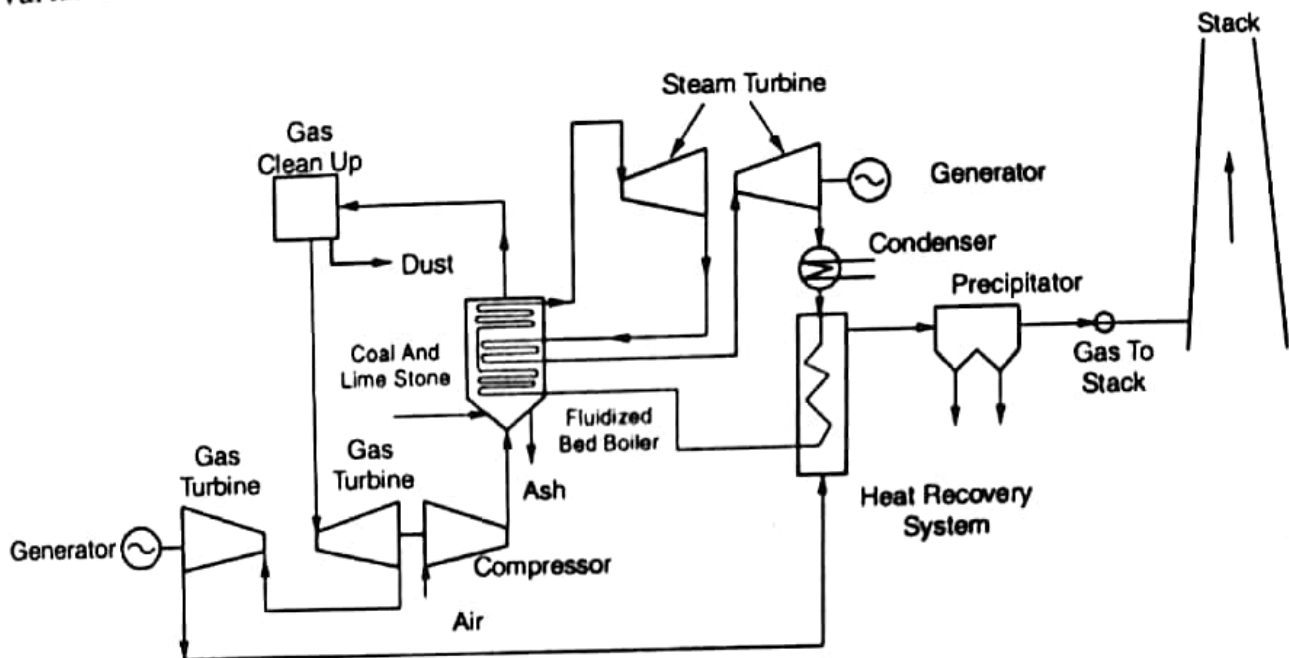 Stack
Steam Turbine
Gas
Clean Up
Generator
Dust
Condenser
Precipitator
Coal And
Lime Stone
Gas To
Stack
Fluidized
Bed Boiler
Gas
Turbine
Gas
Turbine
Ash
Heat Recovery
System
Generator
Compressor
Air